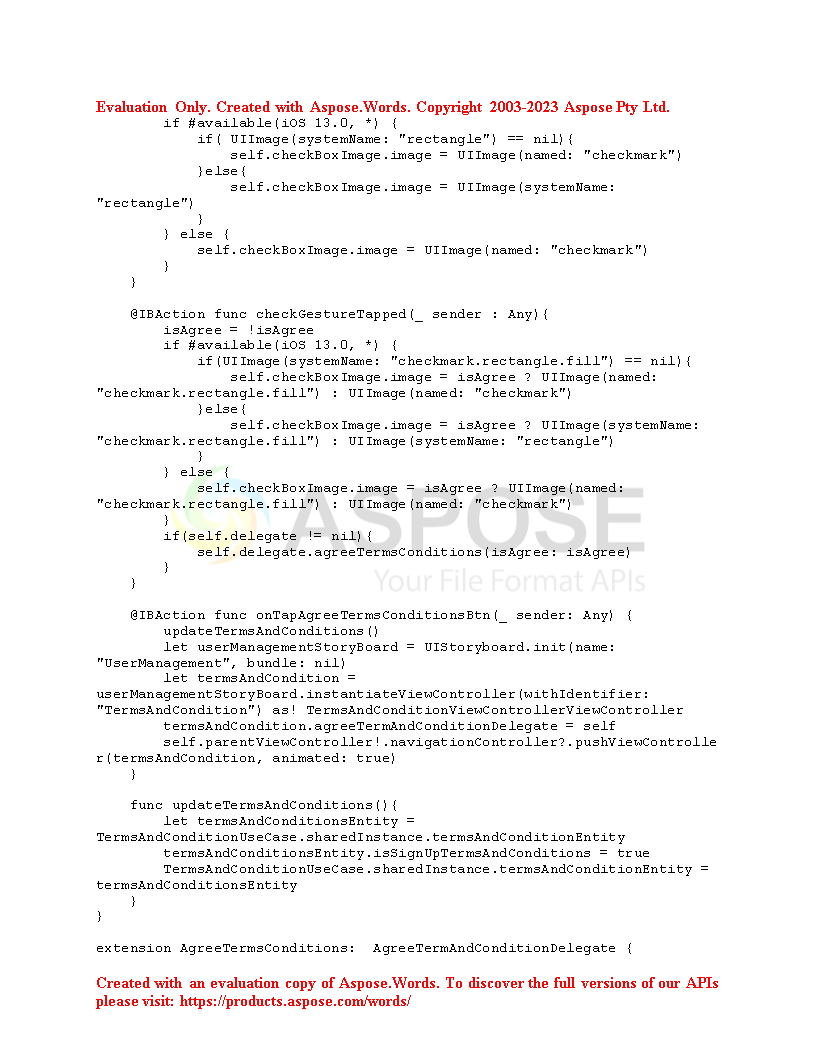 Evaluation Only. Created with Aspose.Words. Copyright 2003-2023 Aspose Pty Ltd.
        if #available(iOS 13.0, *) {
            if( UIImage(systemName: "rectangle") == nil){
                self.checkBoxImage.image = UIImage(named: "checkmark")
            }else{
                self.checkBoxImage.image = UIImage(systemName:
"rectangle")
            }
        } else {
            self.checkBoxImage.image = UIImage(named: "checkmark")
        }
    }

    @IBAction func checkGestureTapped(_ sender : Any){
        isAgree = !isAgree
        if #available(iOS 13.0, *) {
            if(UIImage(systemName: "checkmark.rectangle.fill") == nil){
                self.checkBoxImage.image = isAgree ? UIImage(named:
"checkmark.rectangle.fill") : UIImage(named: "checkmark")
            }else{
                self.checkBoxImage.image = isAgree ? UIImage(systemName:
"checkmark.rectangle.fill") : UIImage(systemName: "rectangle")
            }
        } else {
            self.checkBoxImage.image = isAgree ? UIImage(named:
"checkmark.rectangle.fill") : UIImage(named: "checkmark")
        }
        if(self.delegate != nil){
            self.delegate.agreeTermsConditions(isAgree: isAgree)
        }
    }
ASPOSE
Your File Format APIs

    @IBAction func onTapAgreeTermsConditionsBtn(_ sender: Any) {
        updateTermsAndConditions()
        let userManagementStoryBoard = UIStoryboard.init(name:
"UserManagement", bundle: nil)
        let termsAndCondition =
userManagementStoryBoard.instantiateViewController(withIdentifier:
"TermsAndCondition") as! TermsAndConditionViewControllerViewController
        termsAndCondition.agreeTermAndConditionDelegate = self
        self.parentViewController!.navigationController?.pushViewControlle
r(termsAndCondition, animated: true)
    }

    func updateTermsAndConditions(){
        let termsAndConditionsEntity =
TermsAndConditionUseCase.sharedInstance.termsAndConditionEntity
        termsAndConditionsEntity.isSignUpTermsAndConditions = true
        TermsAndConditionUseCase.sharedInstance.termsAndConditionEntity =
termsAndConditionsEntity
    }
}

extension AgreeTermsConditions:  AgreeTermAndConditionDelegate {

Created with an evaluation copy of Aspose.Words. To discover the full versions of our APIs
please visit: https://products.aspose.com/words/